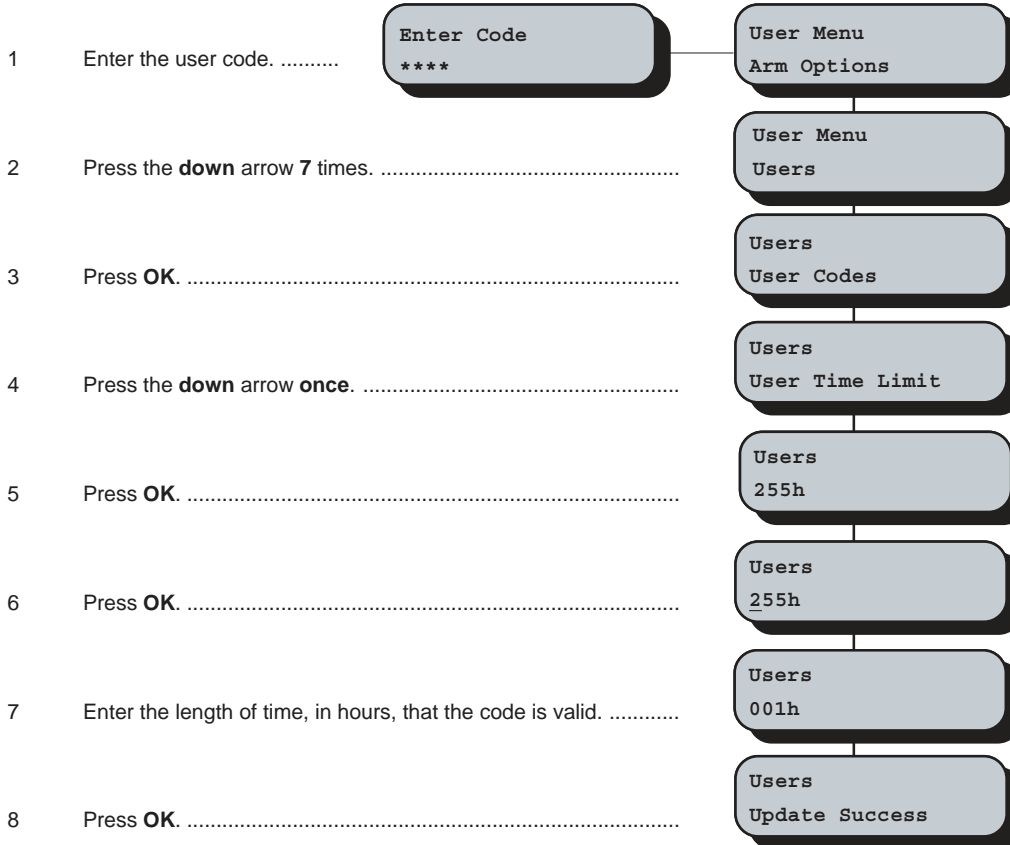 Enter Code
****
User Menu
Arm Options
1 Enter the user code. ..........
User Menu
Users
2 Press the down arrow 7 times. ....................................................
Users
User Codes
3 Press OK. .....................................................................................
Users
User Time Limit
4 Press the down arrow once. .......................................................
Users
255h
5 Press OK. .....................................................................................
Users
255h
6 Press OK. .....................................................................................
Users
001h
7 Enter the length of time, in hours, that the code is valid. ............
Users
Update Success
8 Press OK. .....................................................................................